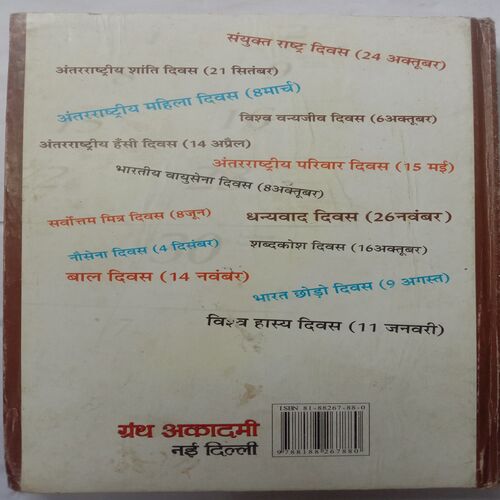 संयुक्त राष्ट्र दिवस (24 अक्तूबर)
अंतरराष्ट्रीय शांति दिवस (21 सितंबर)
अंतरराष्ट्रीय महिला दिवस (8मार्च)
विश्व वन्यजीव दिवस (6अक्तूबर)
अंतरराष्ट्रीय हँसी दिवस (14 अप्रैल)
अंतरराष्ट्रीय परिवार दिवस (15 मई)
भारतीय वायुसेना दिवस (8अक्तूबर)
सर्वोत्तम मित्र दिवस (8जून)
धन्यवाद दिवस (26नवंबर)
नौसेना दिवस (4 दिसंबर)
शब्दकोश दिवस (16अक्तूबर)
बाल दिवस (14 नवंबर)
भारत छोड़ो दिवस (9 अगस्त)
विश्व हास्य दिवस (11 जनवरी)
ISBN 81-88267-88-0
9788188267880
ग्रंथ अकादमी
नई दिल्ली